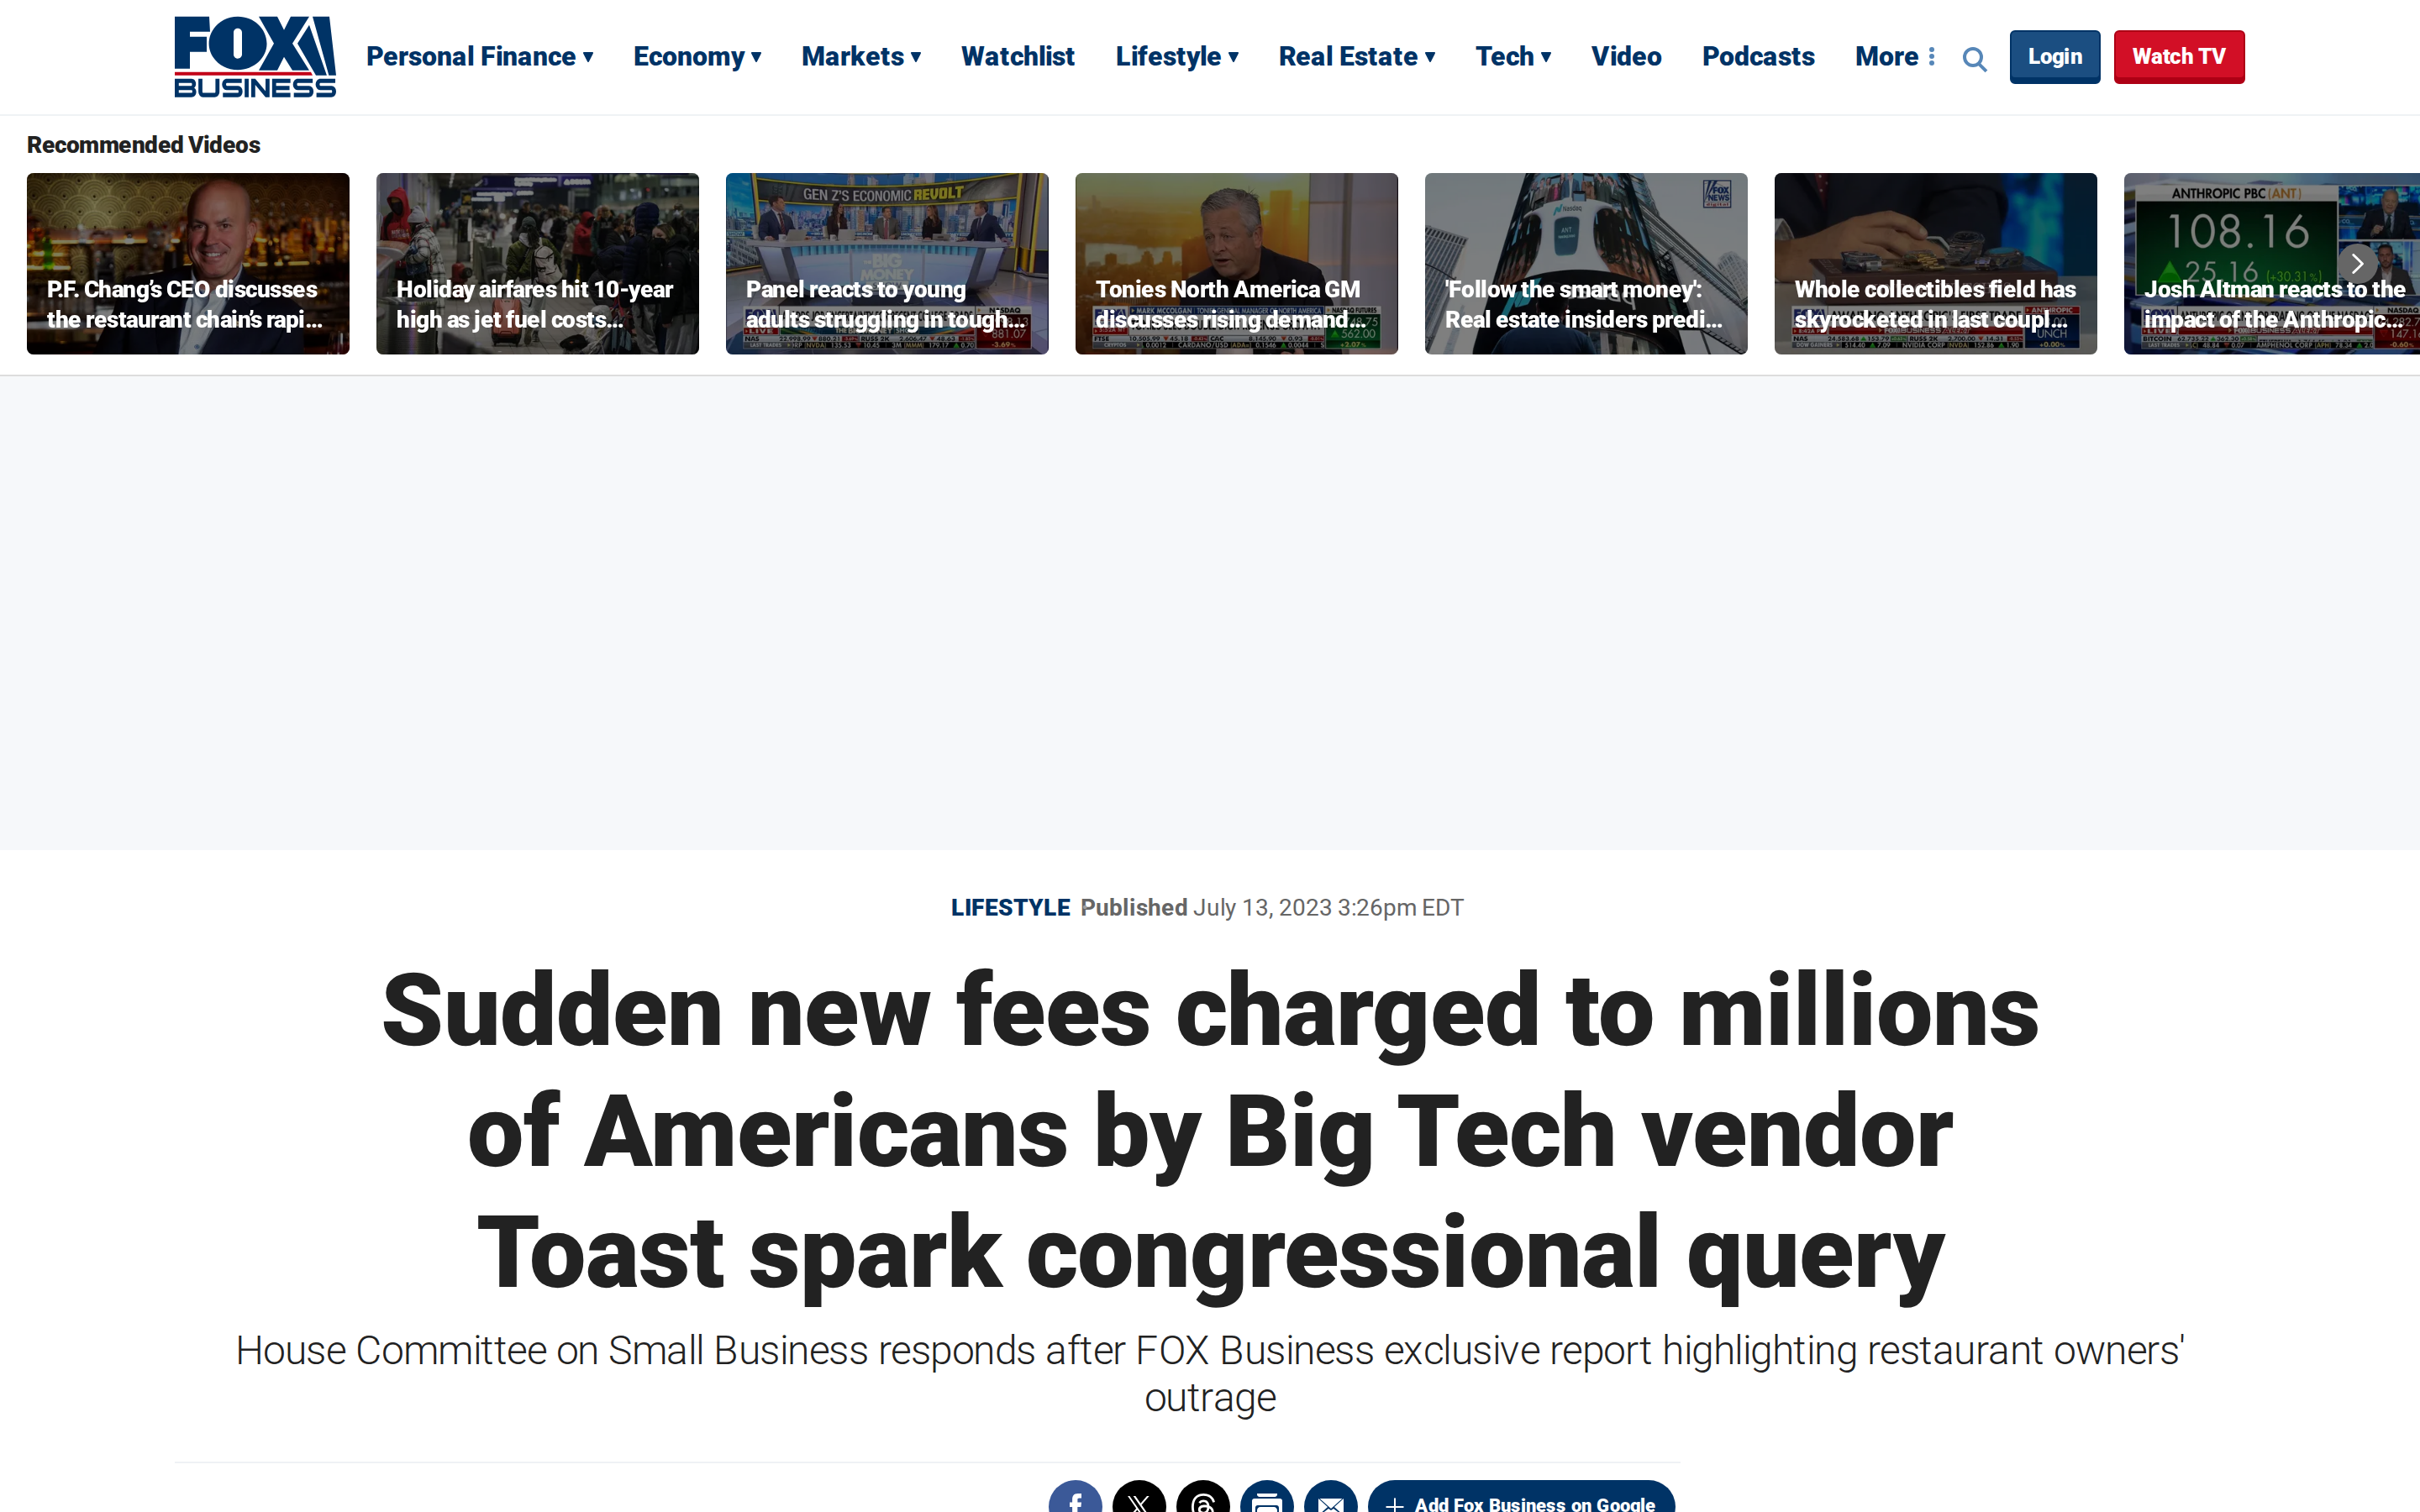 FOX
BUSINESS
Personal Finance
Economy
Markets
Watchlist
Lifestyle
Real Estate
Tech
Video
Podcasts
More
Login
Watch TV
Recommended Videos
P.F. Chang's CEO discusses
the restaurant chain's rapi...
Holiday airfares hit 10-year
high as jet fuel costs...
GEN Z'S ECONOMIC REVOLT
Panel reacts to young
adults struggling in tough...
Tonies North America GM
discusses rising demand...
'Follow the smart money':
Real estate insiders predi...
Whole collectibles field has
skyrocketed in last coupl...
ANTHROPIC PBC (ANT)
108.16
25.16 (+30.31%)
Josh Altman reacts to the
impact of the Anthropic...
LIFESTYLE Published July 13, 2023 3:26pm EDT
Sudden new fees charged to millions
of Americans by Big Tech vendor
Toast spark congressional query
House Committee on Small Business responds after FOX Business exclusive report highlighting restaurant owners'
outrage
Add Fox Business on Google